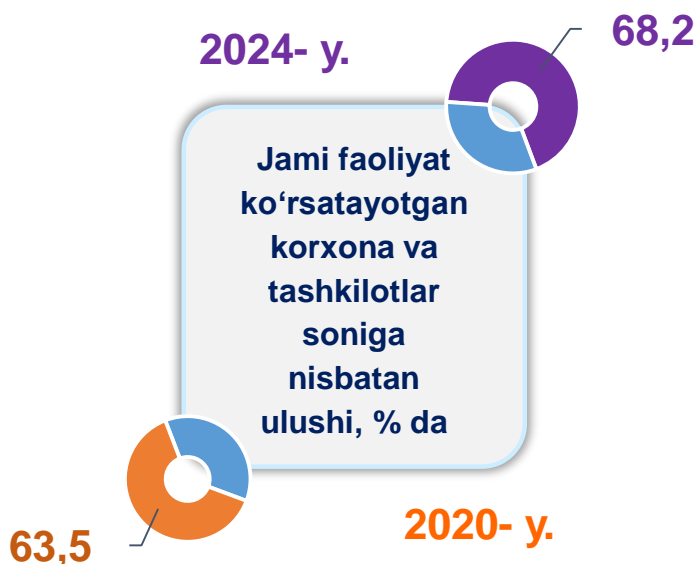 2024- y.
68,2
Jami faoliyat
ko‘rsatayotgan
korxona va
tashkilotlar
soniga
nisbatan
ulushi, % da
63,5
2020- y.